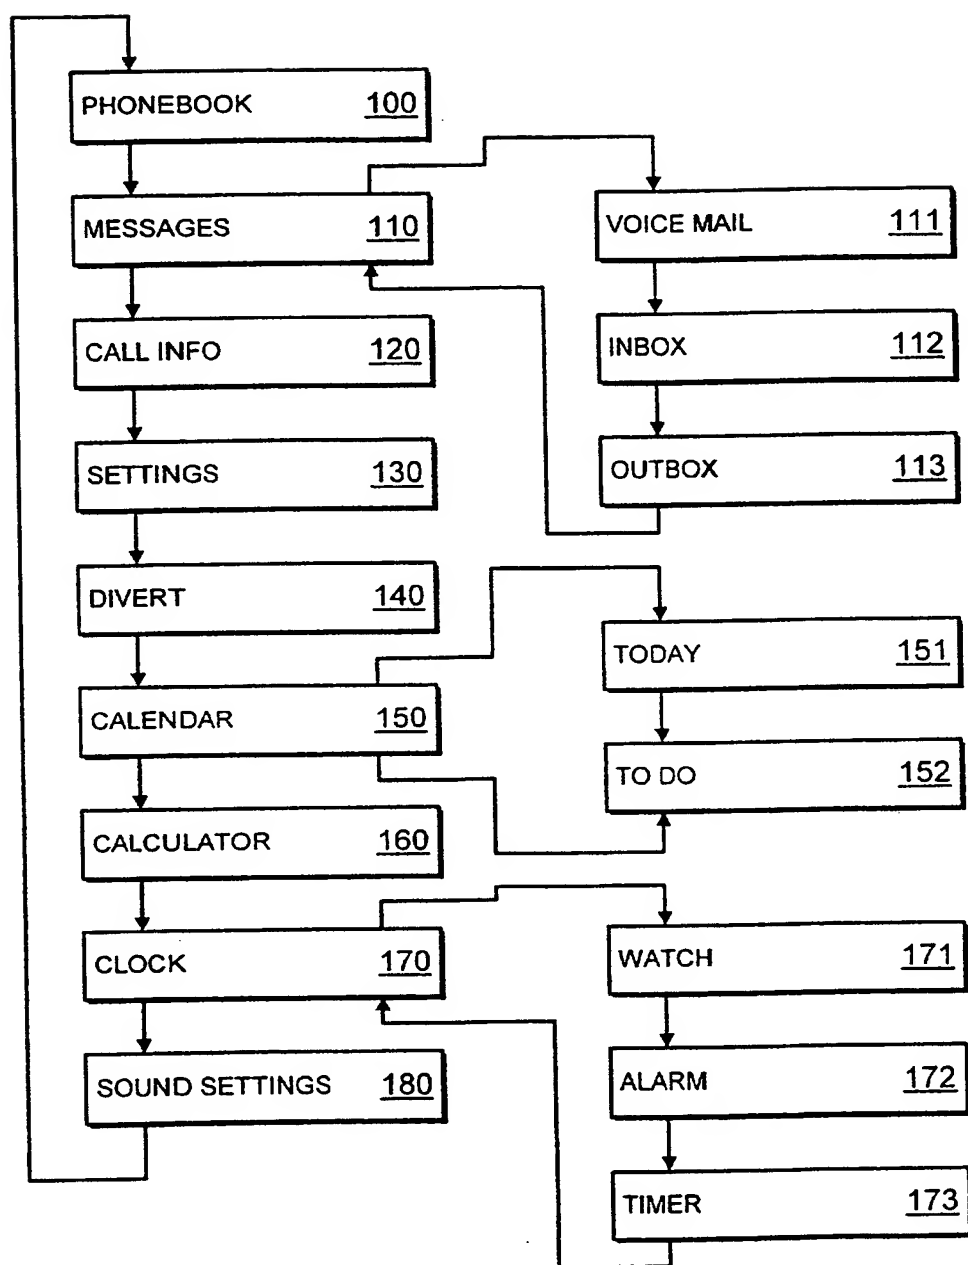 PHONEBOOK 100
MESSAGES 110
CALL INFO 120
SETTINGS 130
DIVERT 140
CALENDAR 150
CALCULATOR 160
CLOCK 170
SOUND SETTINGS 180
VOICE MAIL 111
INBOX 112
OUTBOX 113
TODAY 151
TO DO 152
WATCH 171
ALARM 172
TIMER 173